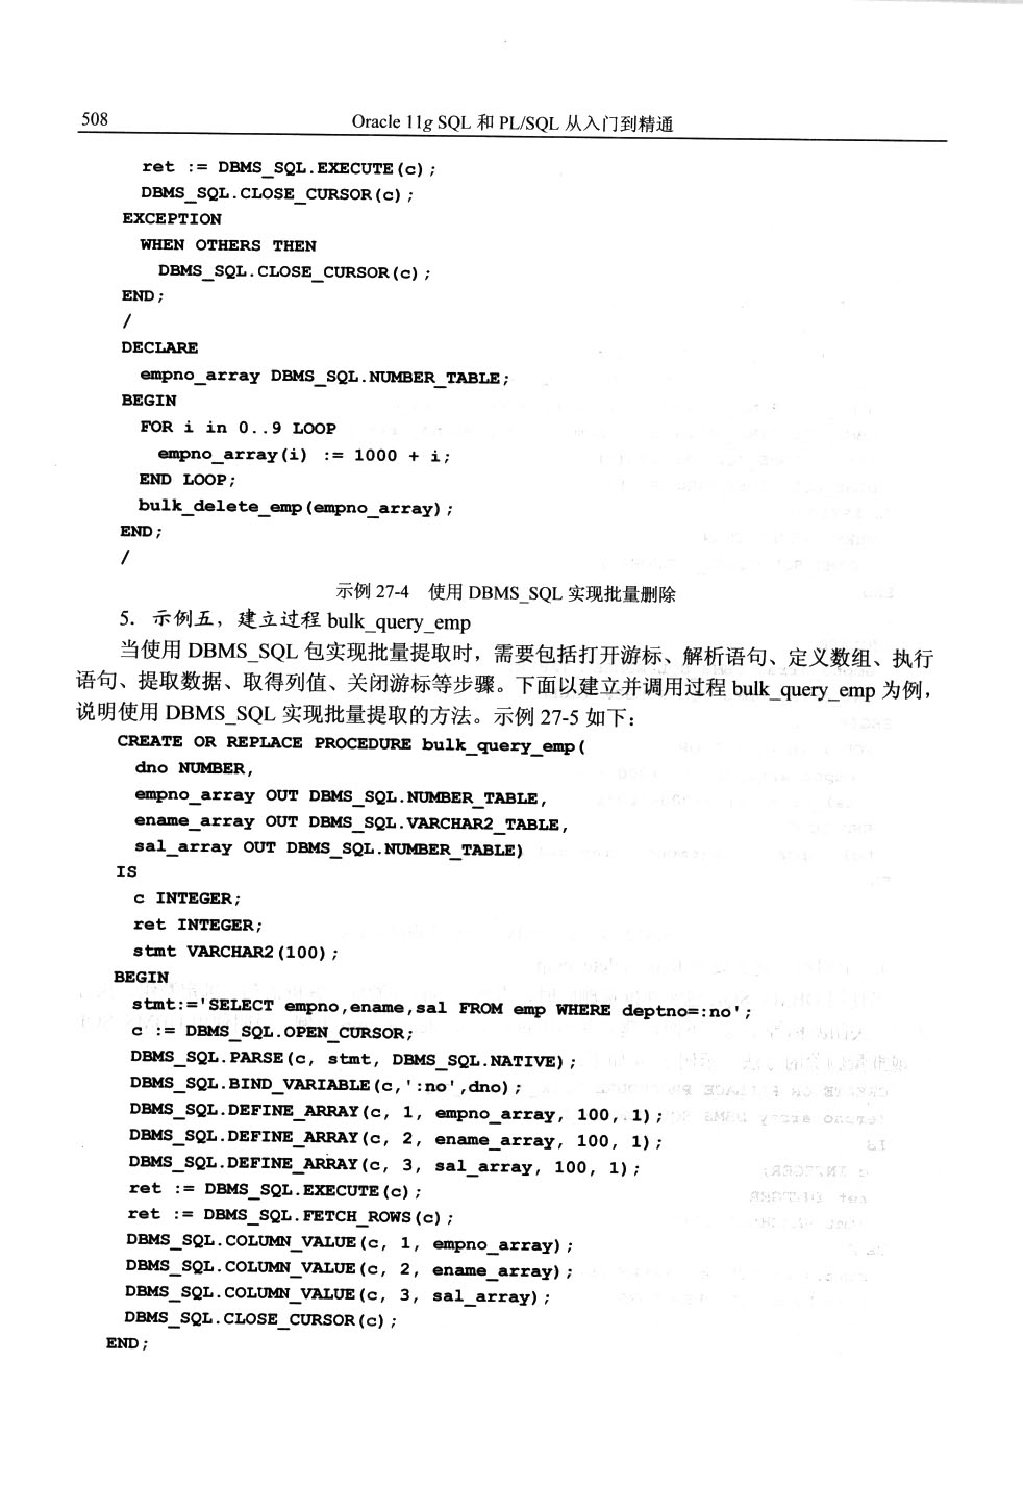 508
Oracle 11g SQL 和 PL/SQL 从入门到精通
ret := DBMS_SQL.EXECUTE(c);
DBMS_SQL.CLOSE_CURSOR(c);
EXCEPTION
WHEN OTHERS THEN
DBMS_SQL.CLOSE_CURSOR(c);
END;
/
DECLARE
empno_array DBMS_SQL.NUMBER_TABLE;
BEGIN
FOR i in 0..9 LOOP
empno_array(i) := 1000 + i;
END LOOP;
bulk_delete_emp(empno_array);
END;
/
示例 27-4 使用 DBMS_SQL 实现批量删除
5. 示例五，建立过程 bulk_query_emp
当使用 DBMS_SQL 包实现批量提取时，需要包括打开游标、解析语句、定义数组、执行
语句、提取数据、取得列值、关闭游标等步骤。下面以建立并调用过程 bulk_query_emp 为例，
说明使用 DBMS_SQL 实现批量提取的方法。示例 27-5 如下：
CREATE OR REPLACE PROCEDURE bulk_query_emp(
dno NUMBER,
empno_array OUT DBMS_SQL.NUMBER_TABLE,
ename_array OUT DBMS_SQL.VARCHAR2_TABLE,
sal_array OUT DBMS_SQL.NUMBER_TABLE)
IS
c INTEGER;
ret INTEGER;
stmt VARCHAR2(100);
BEGIN
stmt:='SELECT empno,ename,sal FROM emp WHERE deptno=:no';
c := DBMS_SQL.OPEN_CURSOR;
DBMS_SQL.PARSE(c, stmt, DBMS_SQL.NATIVE);
DBMS_SQL.BIND_VARIABLE(c,':no',dno);
DBMS_SQL.DEFINE_ARRAY(c, 1, empno_array, 100, 1);
DBMS_SQL.DEFINE_ARRAY(c, 2, ename_array, 100, 1);
DBMS_SQL.DEFINE_ARRAY(c, 3, sal_array, 100, 1);
ret := DBMS_SQL.EXECUTE(c);
ret := DBMS_SQL.FETCH_ROWS(c);
DBMS_SQL.COLUMN_VALUE(c, 1, empno_array);
DBMS_SQL.COLUMN_VALUE(c, 2, ename_array);
DBMS_SQL.COLUMN_VALUE(c, 3, sal_array);
DBMS_SQL.CLOSE_CURSOR(c);
END;